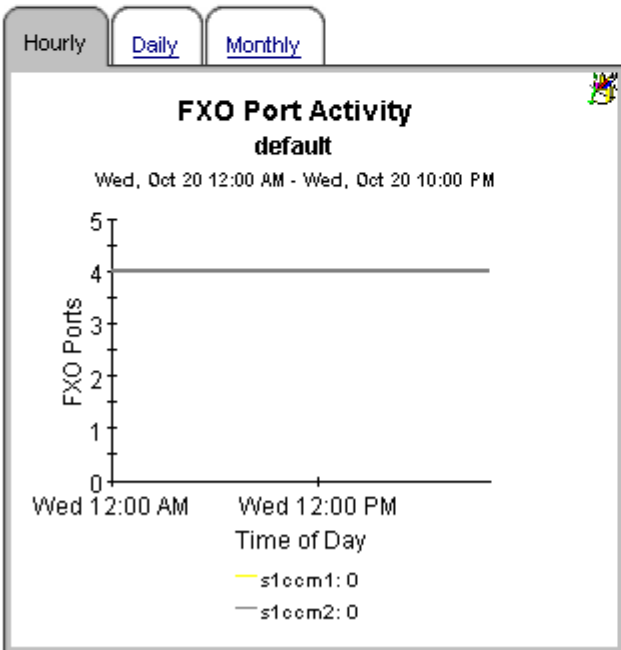 Hourly Daily Monthly
FXO Port Activity
default
Wed, Oct 20 12:00 AM - Wed, Oct 20 10:00 PM
5
4
3
2
1
0
FXO Ports
Wed 12:00 AM Wed 12:00 PM
Time of Day
s1ccm1: 0
s1ccm2: 0